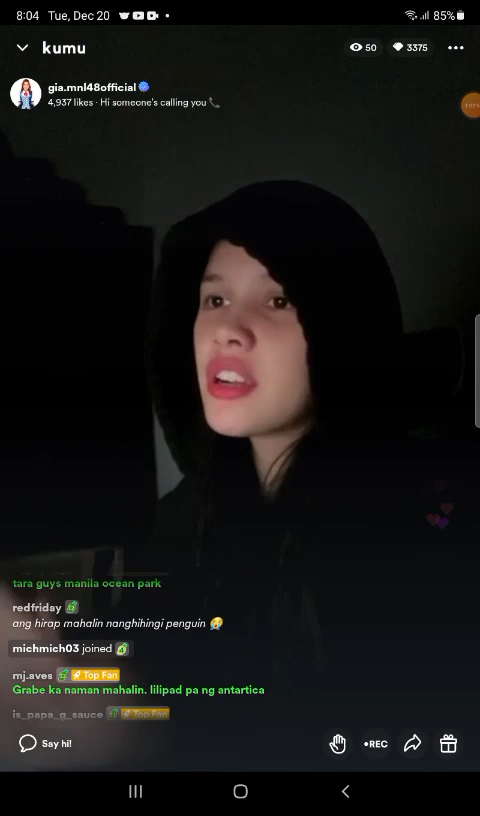 8:04 Tue, Dec 20 85%
kumu 50 3375
gia.mnl48official
4,937 likes · Hi someone's calling you 📞
tara guys manila ocean park
redfriday
ang hirap mahalin nanghihingi penguin 😭
michmich03 joined
mj.aves Top Fan
Grabe ka naman mahalin. lilipad pa ng antartica
is_papa_g_sauce Top Fan
Say hi! •REC